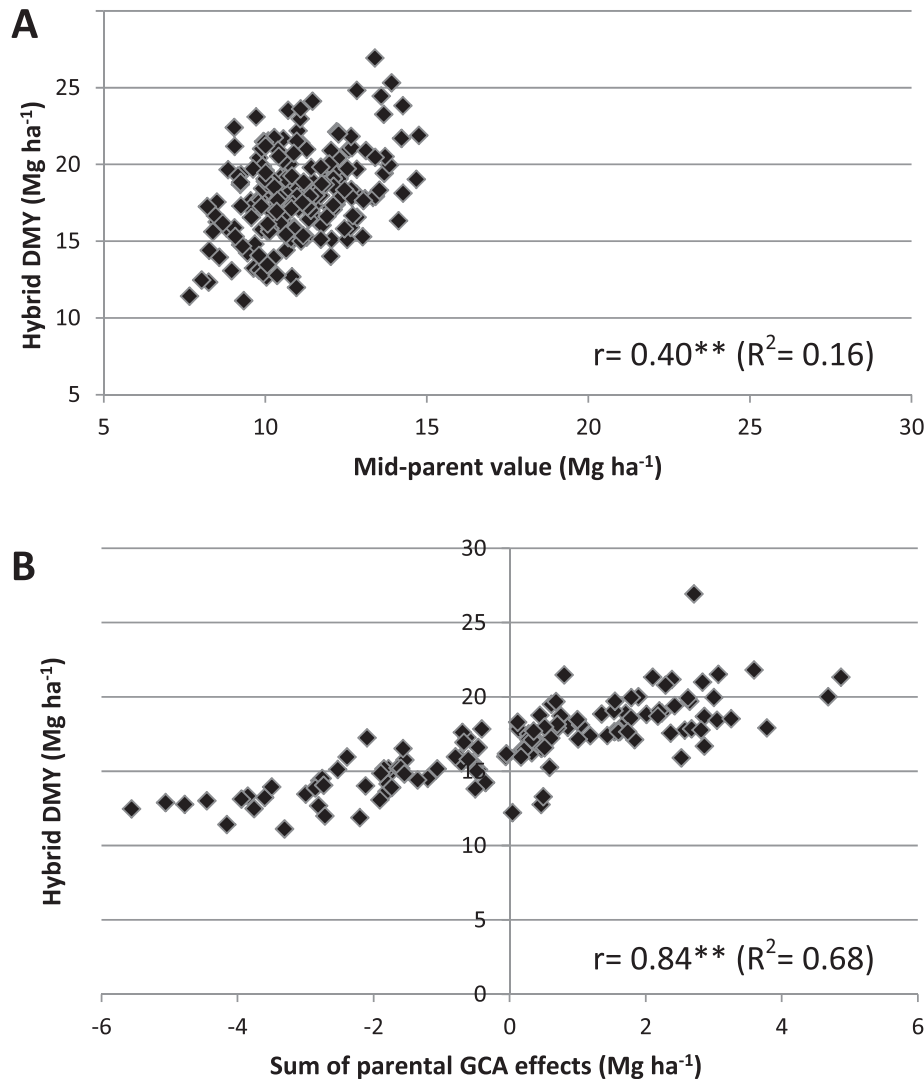 A
Hybrid DMY (Mg ha-1)
25
20
15
10
5
5 10 15 20 25 30
r= 0.40** (R2= 0.16)
Mid-parent value (Mg ha-1)
B
Hybrid DMY (Mg ha-1)
30
25
20
15
10
5
0
r= 0.84** (R2= 0.68)
-6 -4 -2 0 2 4 6
Sum of parental GCA effects (Mg ha-1)